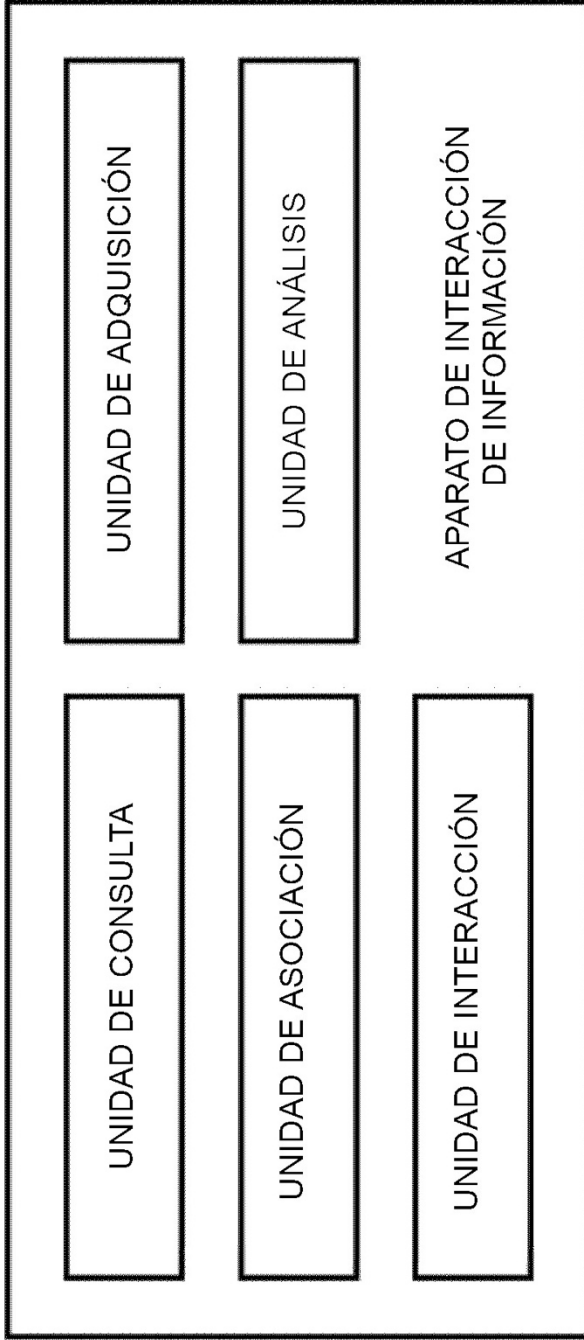 UNIDAD DE CONSULTA
UNIDAD DE ADQUISICIÓN
UNIDAD DE ASOCIACIÓN
UNIDAD DE ANÁLISIS
UNIDAD DE INTERACCIÓN
APARATO DE INTERACCIÓN
DE INFORMACIÓN